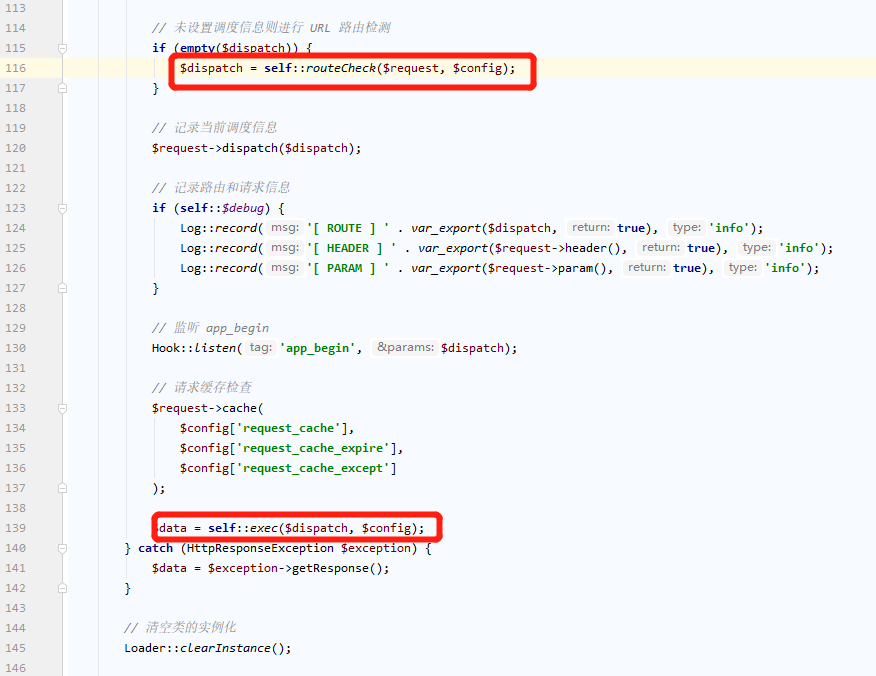 113
114 // 未设置调度信息则进行 URL 路由检测
115 if (empty($dispatch)) {
116 $dispatch = self::routeCheck($request, $config);
117 }
118
119 // 记录当前调度信息
120 $request->dispatch($dispatch);
121
122 // 记录路由和请求信息
123 if (self::$debug) {
124 Log::record( msg: '[ ROUTE ] ' . var_export($dispatch, return: true), type: 'info');
125 Log::record( msg: '[ HEADER ] ' . var_export($request->header(), return: true), type: 'info');
126 Log::record( msg: '[ PARAM ] ' . var_export($request->param(), return: true), type: 'info');
127 }
128
129 // 监听 app_begin
130 Hook::listen( tag: 'app_begin', &params: $dispatch);
131
132 // 请求缓存检查
133 $request->cache(
134 $config['request_cache'],
135 $config['request_cache_expire'],
136 $config['request_cache_except']
137 );
138
139 $data = self::exec($dispatch, $config);
140 } catch (HttpResponseException $exception) {
141 $data = $exception->getResponse();
142 }
143
144 // 清空类的实例化
145 Loader::clearInstance();
146